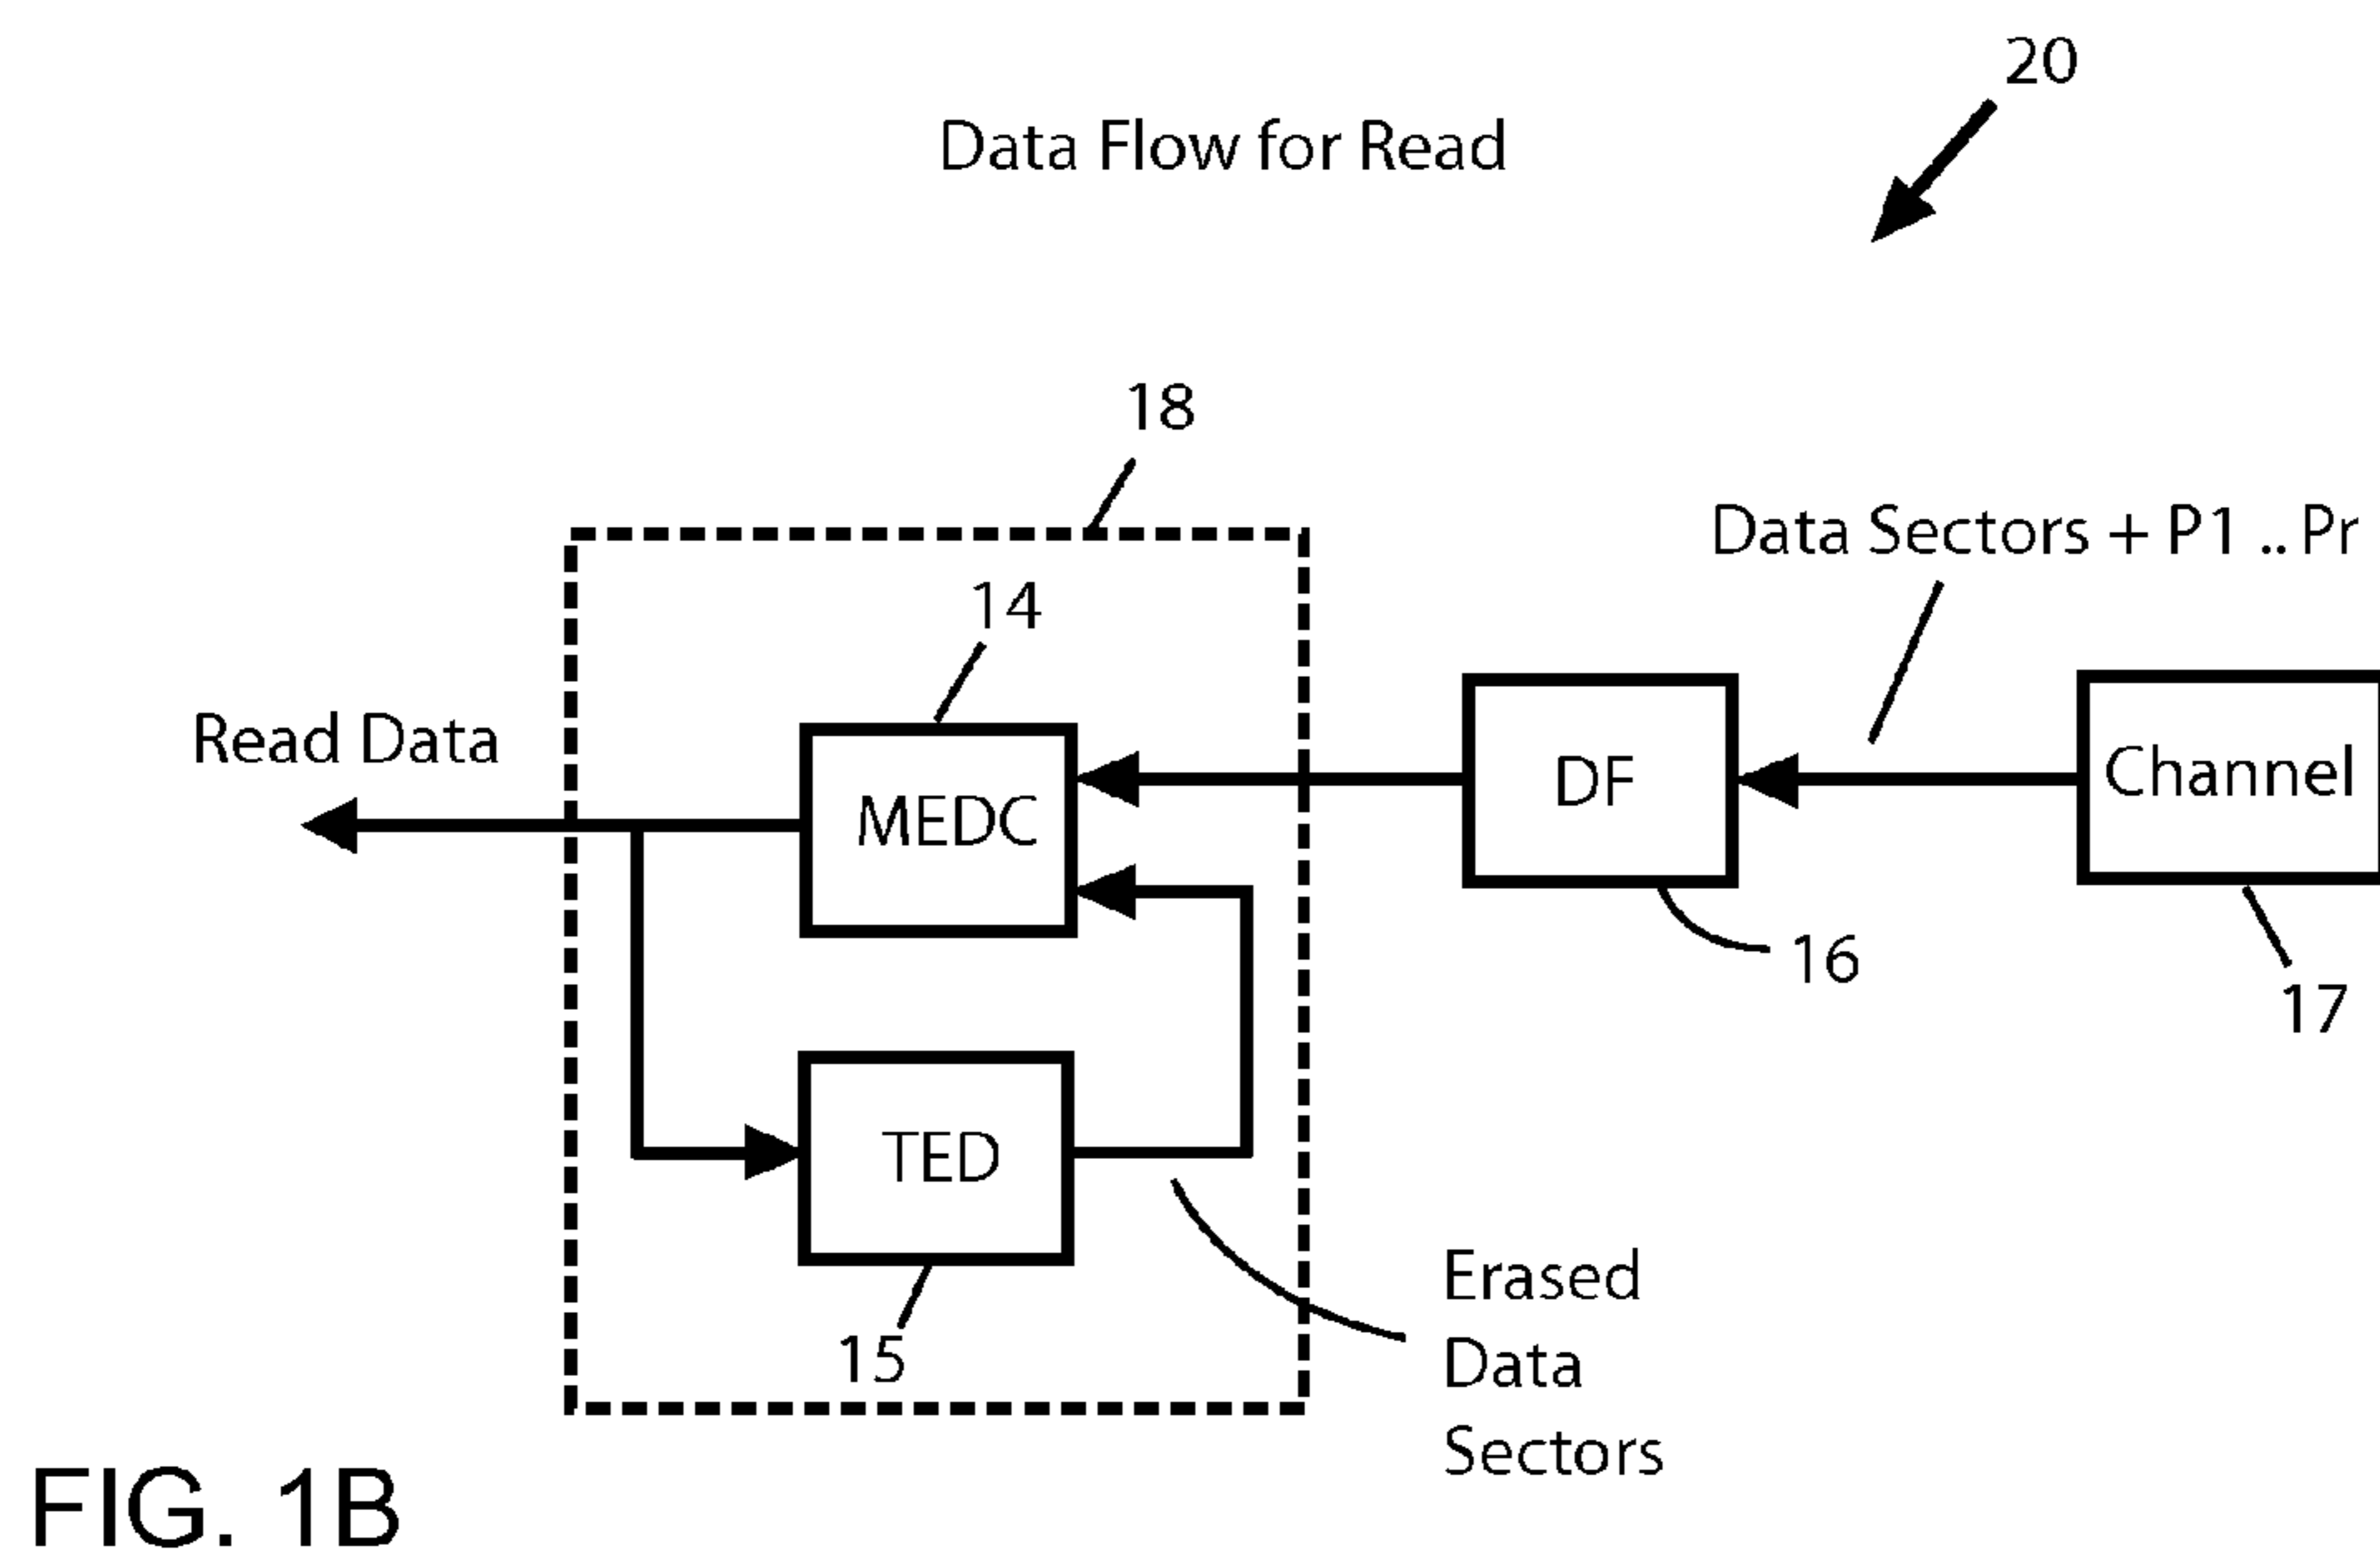 20
Data Flow for Read
18
Data Sectors + P1 .. Pr
14
Read Data
MEDC
DF
Channel
16
17
TED
15
Erased
Data
Sectors
FIG. 1B